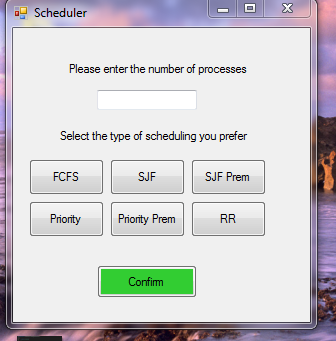 Scheduler
Please enter the number of processes
Select the type of scheduling you prefer
FCFS SJF SJF Prem
Priority Priority Prem RR
Confirm